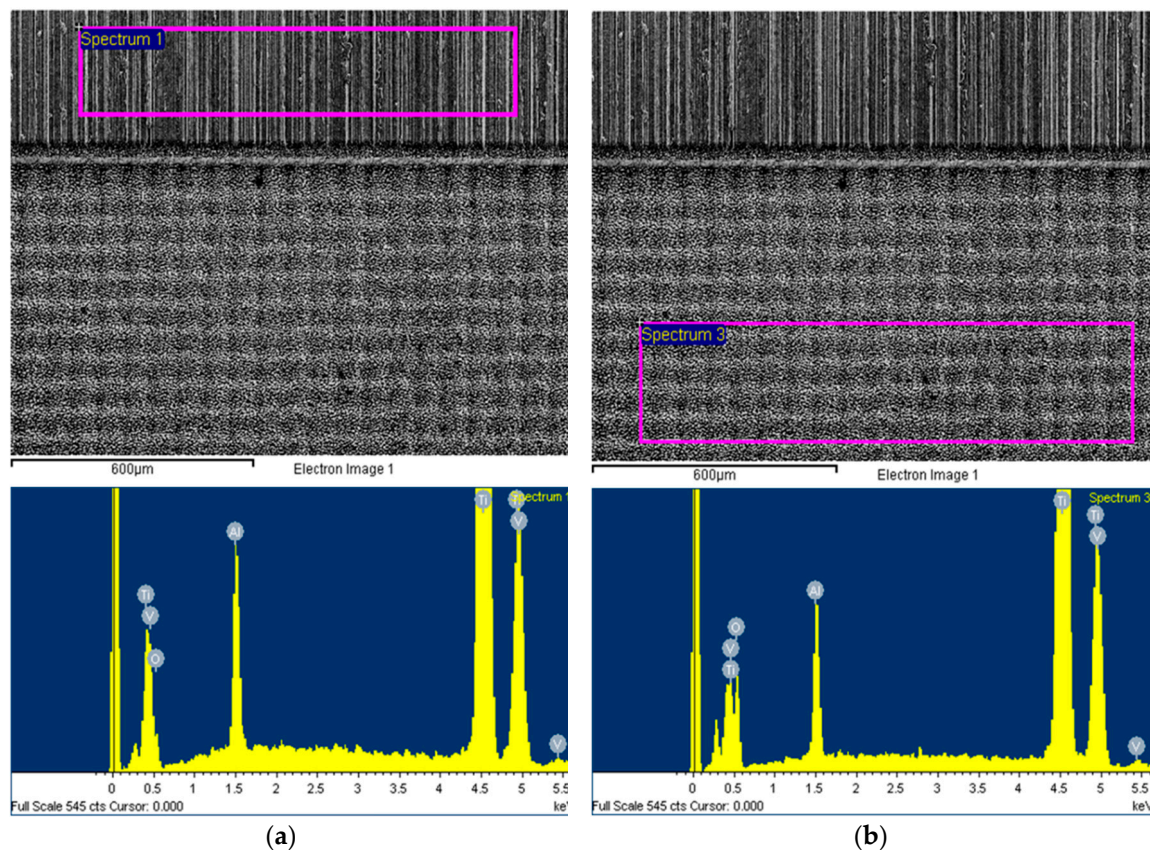 Spectrum 1
600µm
Electron Image 1
Spectrum 1
Ti
V
O
Al
Ti
V
V
0
0.5
1
1.5
2
2.5
3
3.5
4
4.5
5
5.5
Full Scale 545 cts Cursor: 0.000
keV
(a)
Spectrum 3
600µm
Electron Image 1
Spectrum 3
O
V
Ti
Al
Ti
Ti
V
V
0
0.5
1
1.5
2
2.5
3
3.5
4
4.5
5
5.5
Full Scale 545 cts Cursor: 0.000
keV
(b)